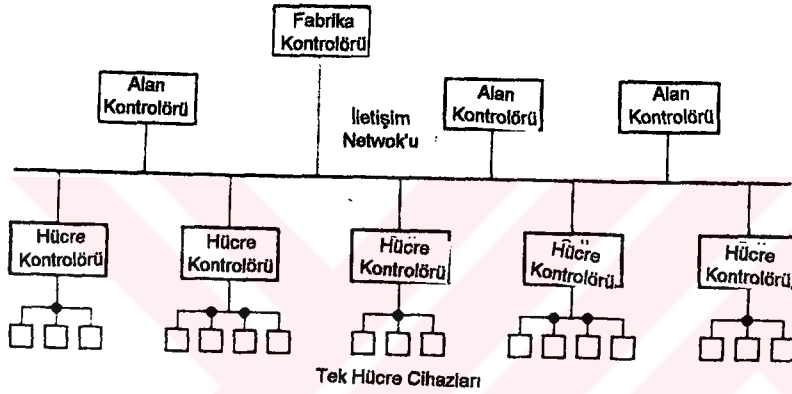 Fabrika
Kontrolörü
Alan
Kontrolörü
İletişim
Netwok'u
Alan
Kontrolörü
Alan
Kontrolörü
Hücre
Kontrolörü
Hücre
Kontrolörü
Hücre
Kontrolörü
Hücre
Kontrolörü
Hücre
Kontrolörü
Tek Hücre Cihazları